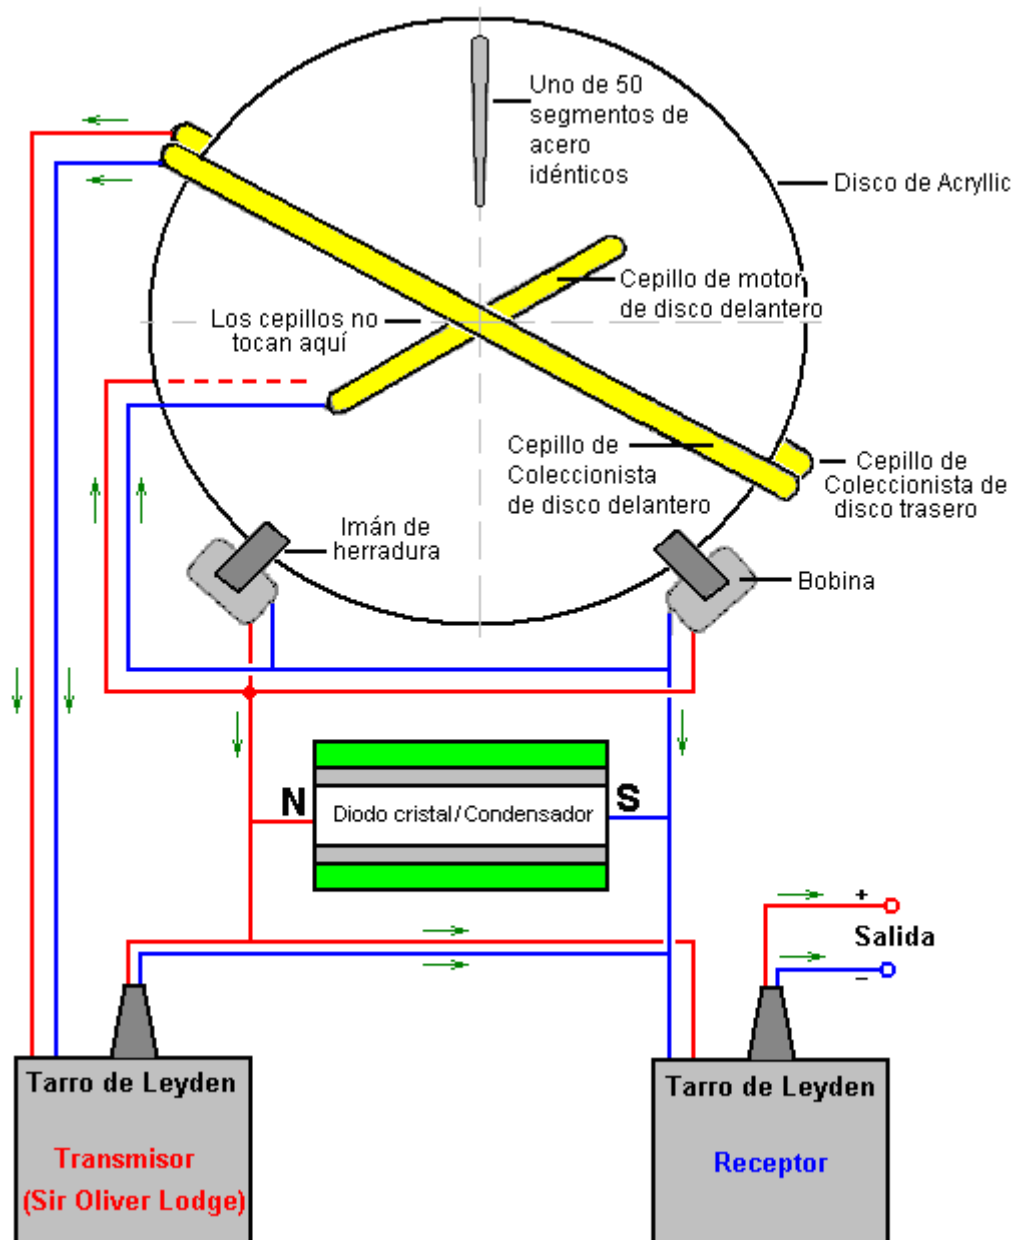 Uno de 50
segmentos de
acero
idénticos
Disco de Acryllic
Cepillo de motor
de disco delantero
Los cepillos no
tocan aquí
Cepillo de
Coleccionista
de disco delantero
Cepillo de
Coleccionista de
disco trasero
Imán de
herradura
Bobina
N
Diodo cristal/Condensador
S
+
Salida
–
Tarro de Leyden
Transmisor
(Sir Oliver Lodge)
Tarro de Leyden
Receptor